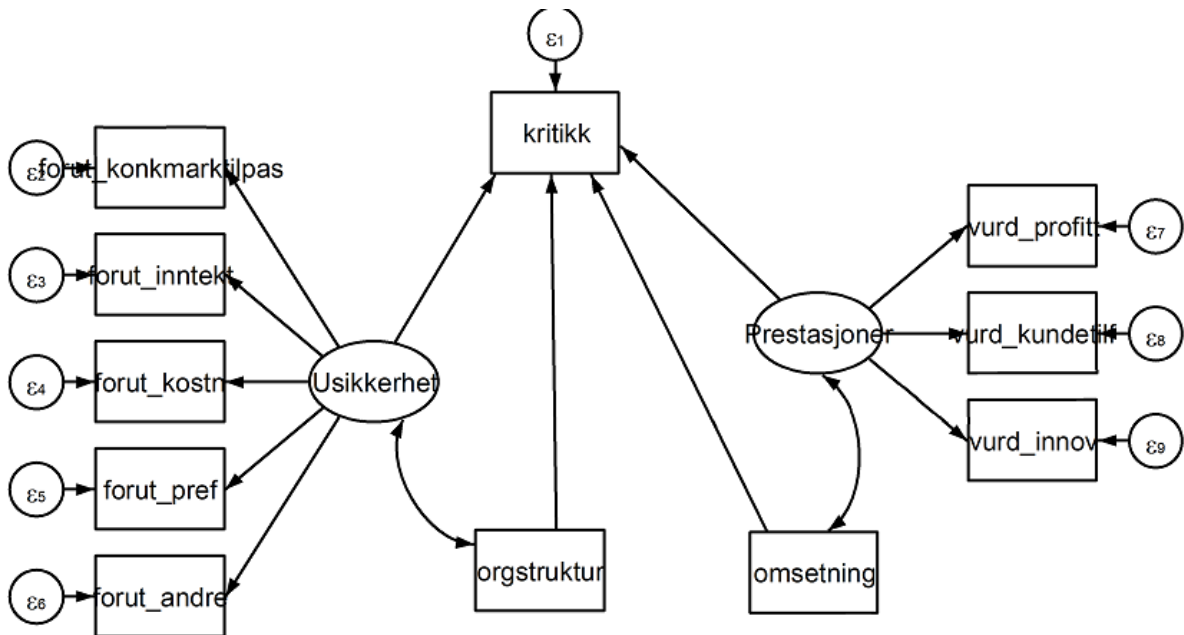 ε1
kritikk
ε2
forut_konkmarktilpas
ε3
forut_inntekt
ε4
forut_kostn
ε5
forut_pref
ε6
forut_andre
Usikkerhet
orgstruktur
omsetning
Prestasjoner
vurd_profitt
ε7
vurd_kundetilf
ε8
vurd_innov
ε9